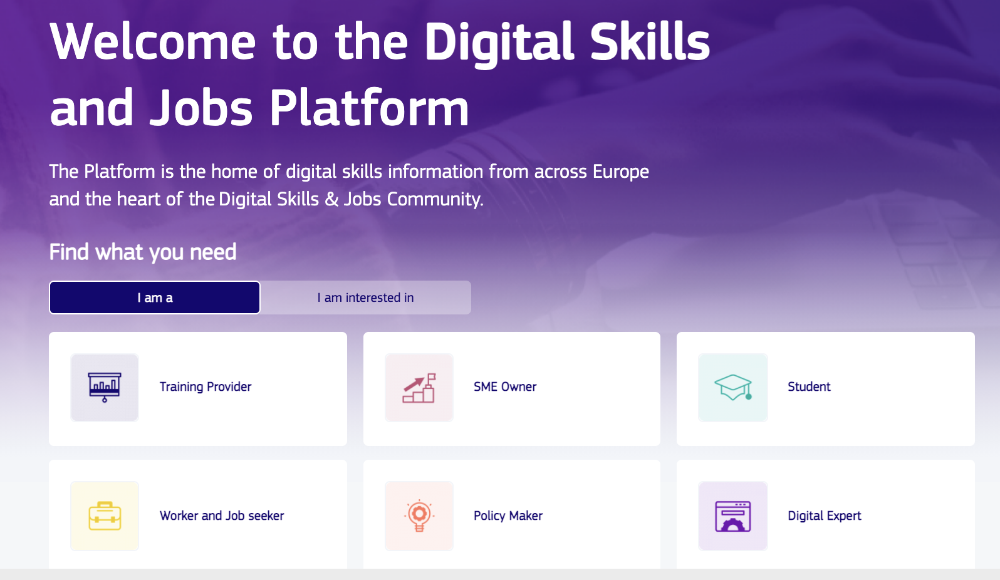 Welcome to the Digital Skills
and Jobs Platform
The Platform is the home of digital skills information from across Europe
and the heart of the Digital Skills & Jobs Community.
Find what you need
I am a
I am interested in
Training Provider
SME Owner
Student
Worker and Job seeker
Policy Maker
Digital Expert